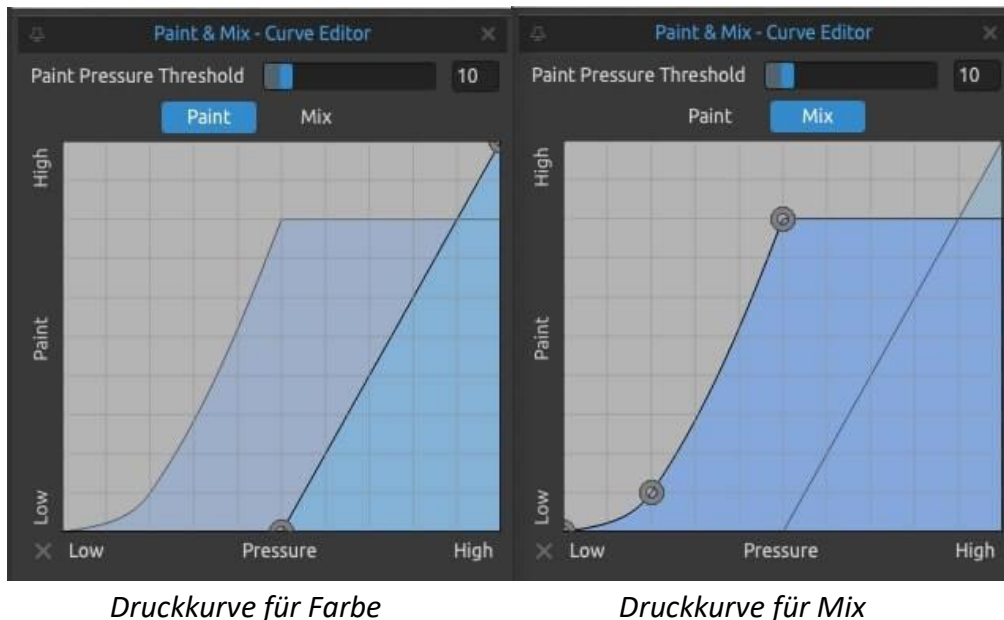 Paint & Mix - Curve Editor
Paint Pressure Threshold 10
Paint Mix
High
Paint
Low
Low Pressure High
Paint & Mix - Curve Editor
Paint Pressure Threshold 10
Paint Mix
High
Paint
Low
Low Pressure High
Druckkurve für Farbe
Druckkurve für Mix